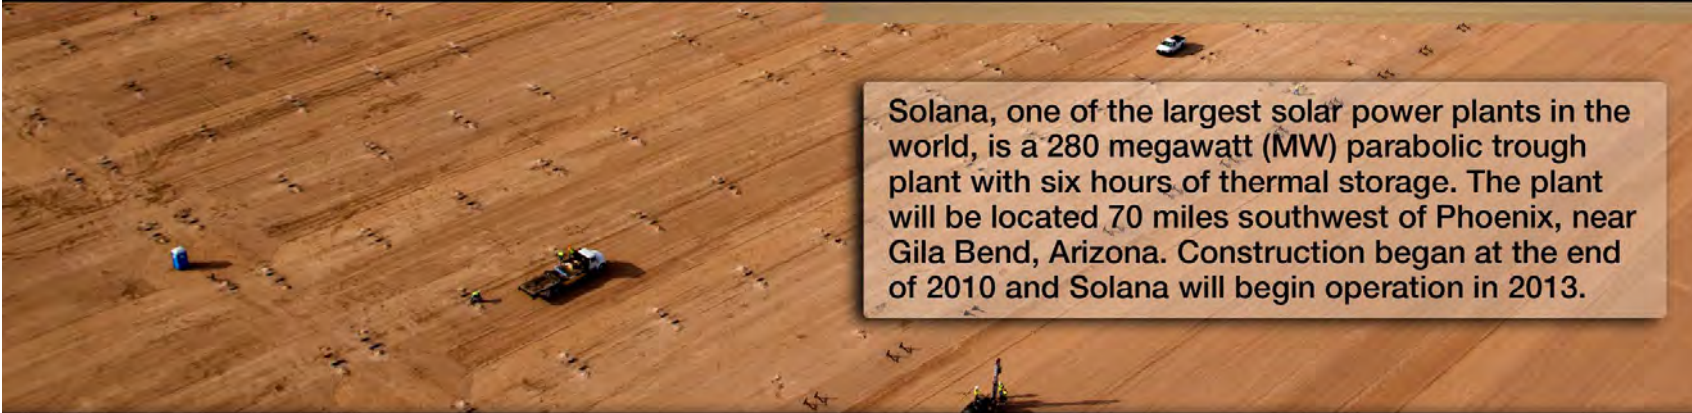 Solana, one of the largest solar power plants in the
world, is a 280 megawatt (MW) parabolic trough
plant with six hours of thermal storage. The plant
will be located 70 miles southwest of Phoenix, near
Gila Bend, Arizona. Construction began at the end
of 2010 and Solana will begin operation in 2013.